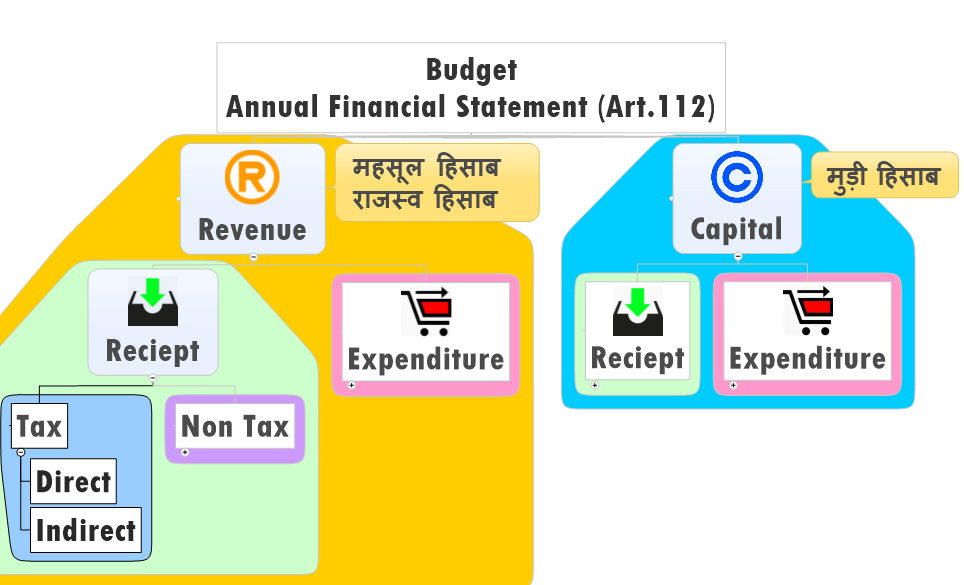 Budget
Annual Financial Statement (Art.112)
R
महसूल हिसाब
राजस्व हिसाब
Revenue
C
मुड़ी हिसाब
Capital
Reciept
Expenditure
Reciept
Expenditure
Tax
Non Tax
Direct
Indirect